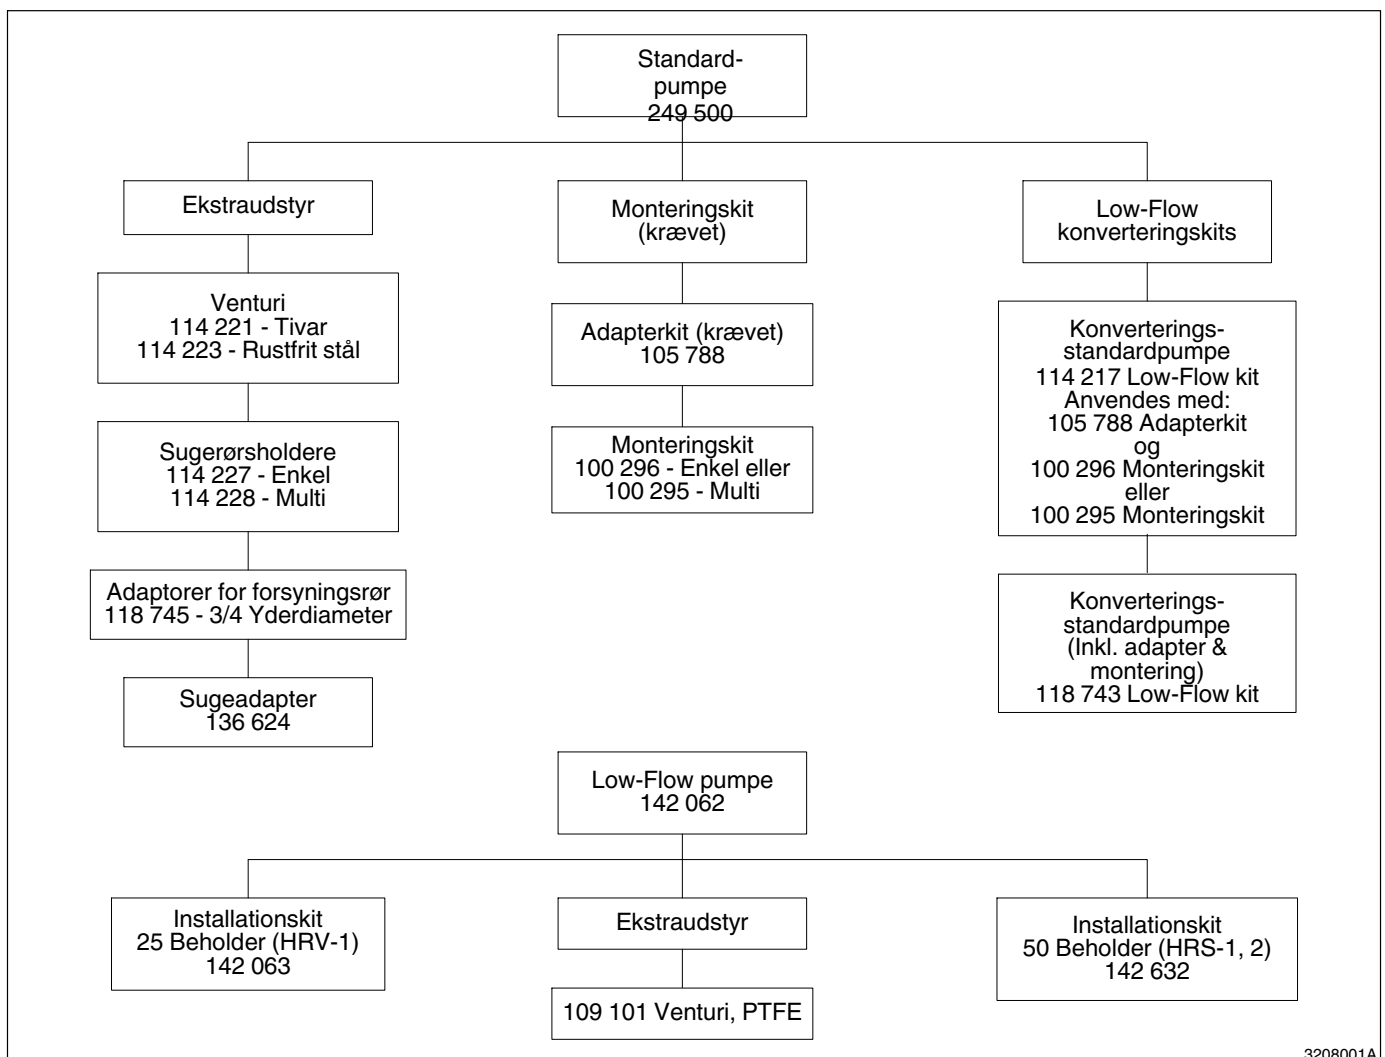 Standard-
pumpe
249 500
Ekstraudstyr
Monteringskit
(krævet)
Low-Flow
konverteringskits
Venturi
114 221 - Tivar
114 223 - Rustfrit stål
Adapterkit (krævet)
105 788
Konverterings-
standardpumpe
114 217 Low-Flow kit
Anvendes med:
105 788 Adapterkit
og
100 296 Monteringskit
eller
100 295 Monteringskit
Sugerørsholdere
114 227 - Enkel
114 228 - Multi
Monteringskit
100 296 - Enkel eller
100 295 - Multi
Adaptorer for forsyningsrør
118 745 - 3/4 Yderdiameter
Konverterings-
standardpumpe
(Inkl. adapter &
montering)
118 743 Low-Flow kit
Sugeadapter
136 624
Low-Flow pumpe
142 062
Installationskit
25 Beholder (HRV-1)
142 063
Ekstraudstyr
109 101 Venturi, PTFE
Installationskit
50 Beholder (HRS-1, 2)
142 632
3208001A